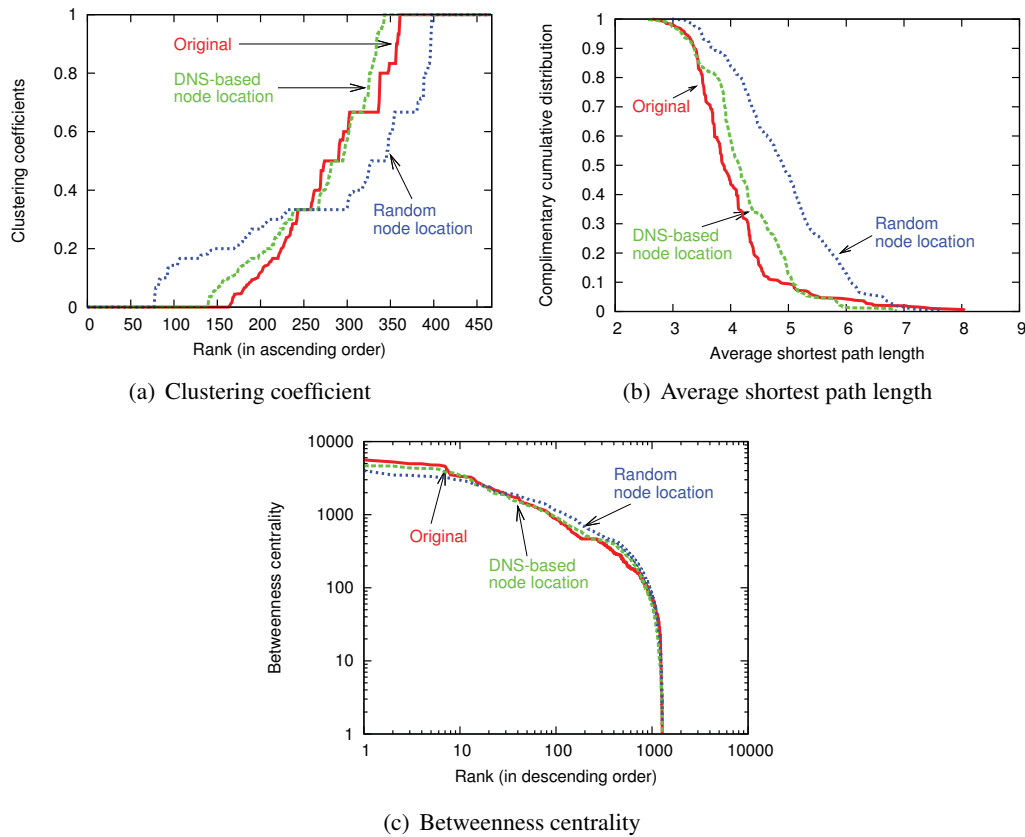 Clustering coefficients
1
0.8
0.6
0.4
0.2
0
Original
DNS-based
node location
Random
node location
0 50 100 150 200 250 300 350 400 450
Rank (in ascending order)
(a) Clustering coefficient
Complimentary cumulative distribution
1
0.9
0.8
0.7
0.6
0.5
0.4
0.3
0.2
0.1
0
Original
DNS-based
node location
Random
node location
2 3 4 5 6 7 8 9
Average shortest path length
(b) Average shortest path length
Betweenness centrality
10000
1000
100
10
1
Original
DNS-based
node location
Random
node location
1 10 100 1000 10000
Rank (in descending order)
(c) Betweenness centrality